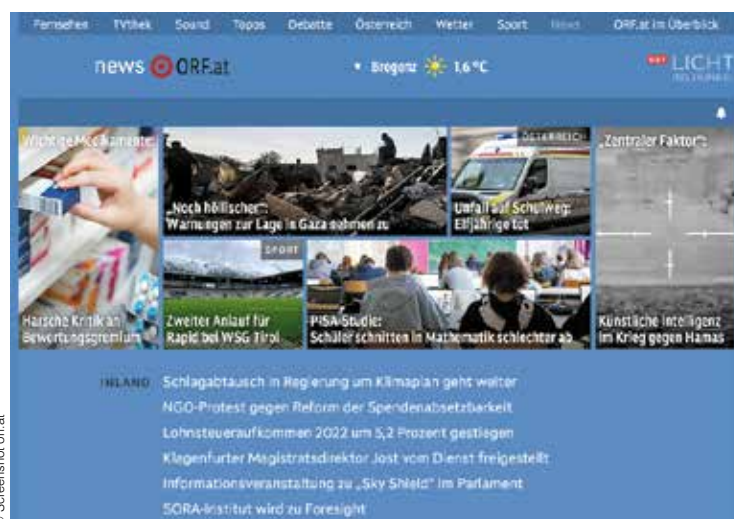 Fernsehen TVthek Sound Topos Debatte Österreich Wetter Sport News ORF.at im Überblick
news ORF.at
Bregenz 1,6 °C
LICHT
Wichtige Medikamente:
Harsche Kritik an
Bewertungsgremium
„Noch höllischer“:
Warnungen zur Lage in Gaza nehmen zu
ÖSTERREICH
Unfall auf Schulweg:
Elfjährige tot
„Zentraler Faktor“:
Künstliche Intelligenz
im Krieg gegen Hamas
SPORT
Zweiter Anlauf für
Rapid bei WSG Tirol
PISA-Studie:
Schüler schnitten in Mathematik schlechter ab
INLAND
Schlagabtausch in Regierung um Klimaplan geht weiter
NGO-Protest gegen Reform der Spendenabsetzbarkeit
Lohnsteueraufkommen 2022 um 5,2 Prozent gestiegen
Klagenfurter Magistratsdirektor Jost vom Dienst freigestellt
Informationsveranstaltung zu „Sky Shield“ im Parlament
SORA-Institut wird zu Foresight
Screenshot orf.at